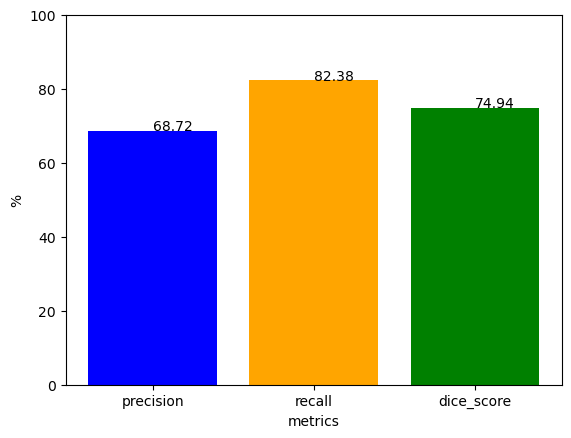 100
80
60
40
20
0
%
68.72
82.38
74.94
precision
recall
dice_score
metrics